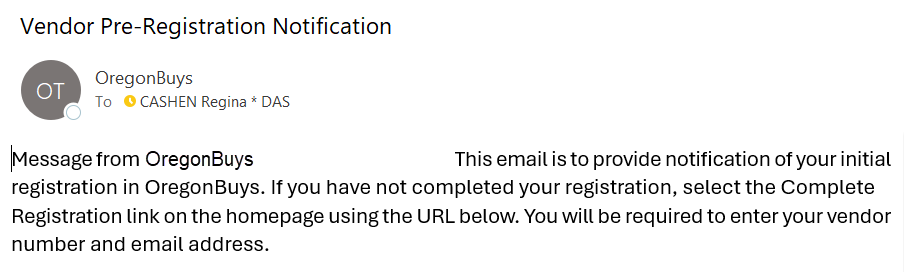 Vendor Pre-Registration Notification
OT
OregonBuys
To CASHEN Regina * DAS
Message from OregonBuys This email is to provide notification of your initial
registration in OregonBuys. If you have not completed your registration, select the Complete
Registration link on the homepage using the URL below. You will be required to enter your vendor
number and email address.